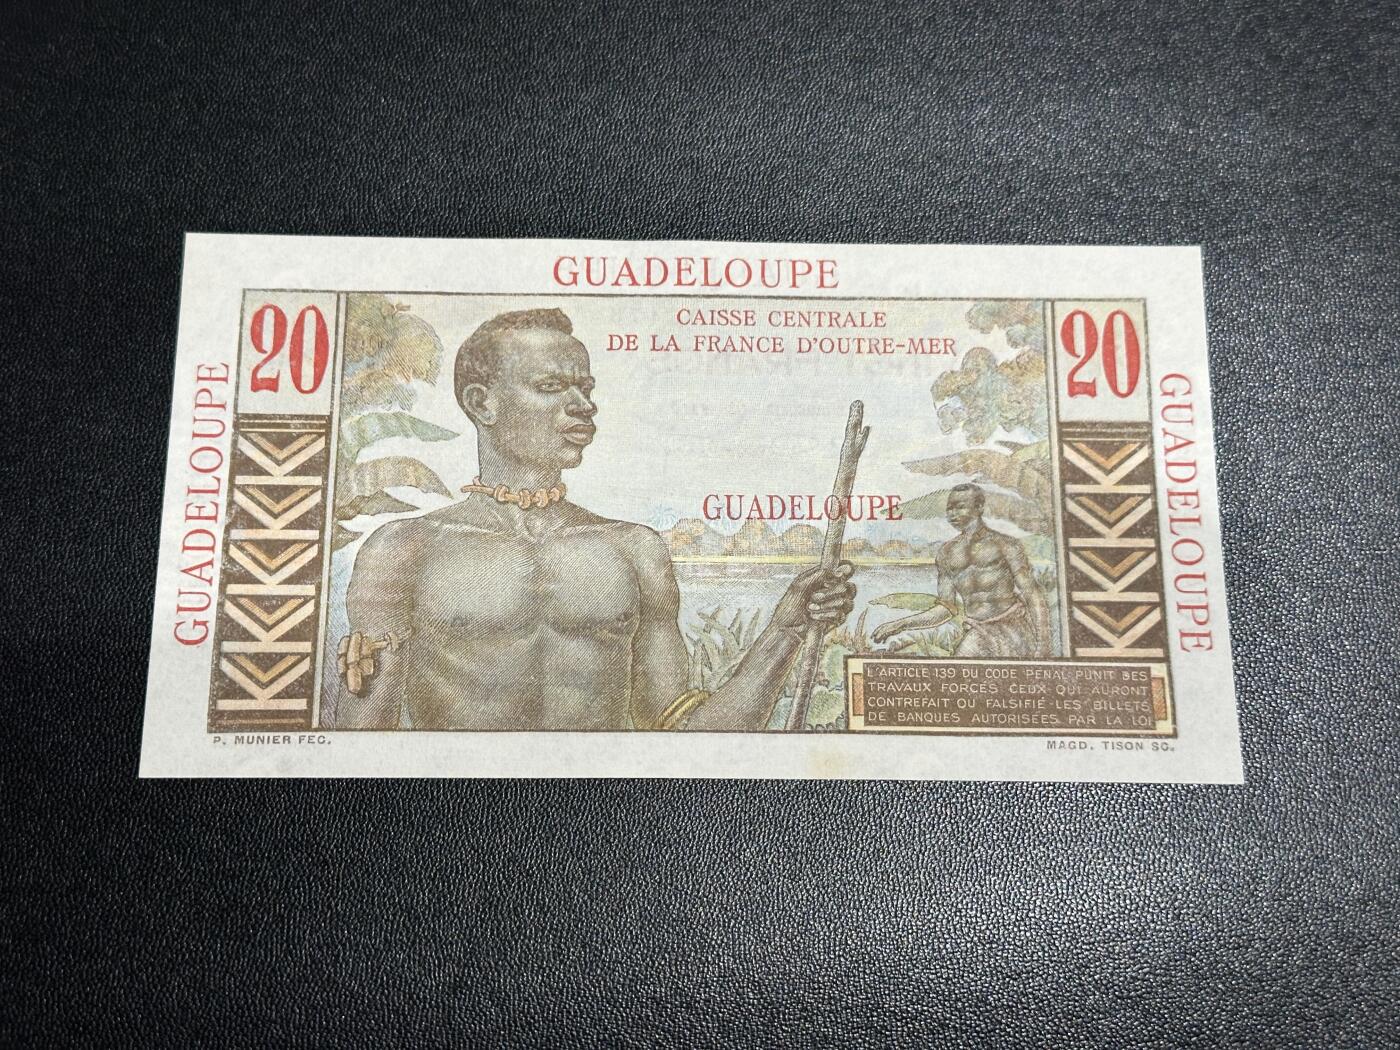 GUADELOUPE
20
CAISSE CENTRALE
DE LA FRANCE D'OUTRE-MER
20
GUADELOUPE
GUADELOUPE
GUADELOUPE
L'ARTICLE 139 DU CODE PÉNAL PUNIT DES
TRAVAUX FORCÉS CEUX QUI AURONT
CONTREFAIT OU FALSIFIÉ LES BILLETS
DE BANQUES AUTORISÉES PAR LA LOI
P. MUNIER FEC.
MAGD. TISON SC.